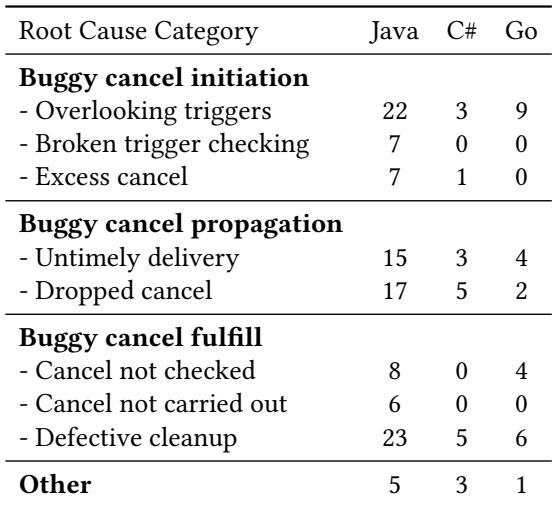 Root Cause Category Java C# Go
Buggy cancel initiation
- Overlooking triggers 22 3 9
- Broken trigger checking 7 0 0
- Excess cancel 7 1 0
Buggy cancel propagation
- Untimely delivery 15 3 4
- Dropped cancel 17 5 2
Buggy cancel fulfill
- Cancel not checked 8 0 4
- Cancel not carried out 6 0 0
- Defective cleanup 23 5 6
Other 5 3 1